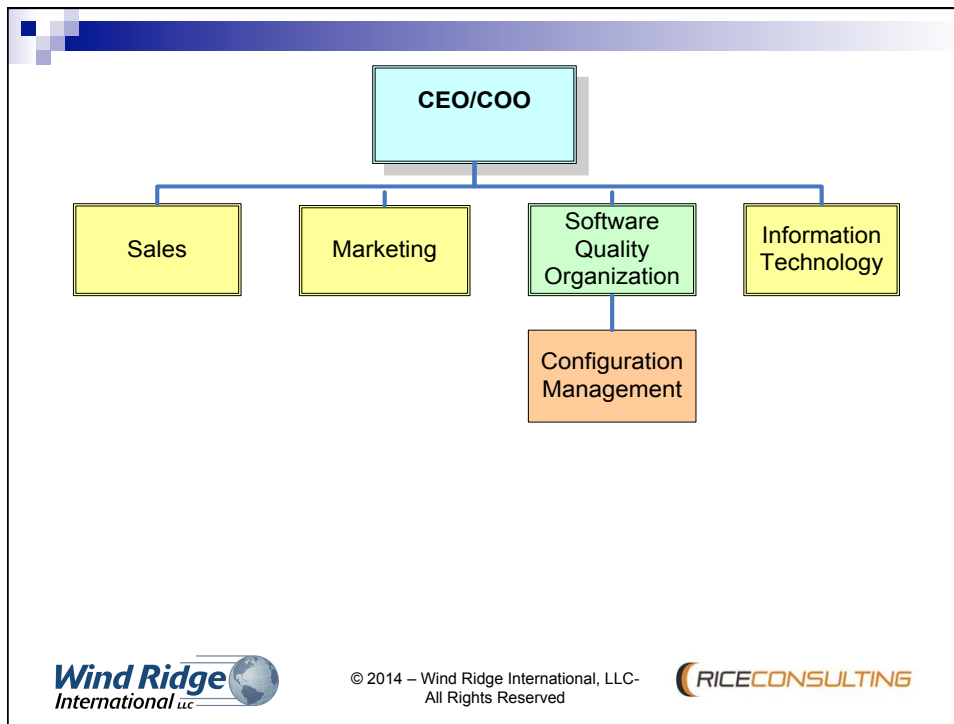 CEO/COO
Sales
Marketing
Software
Quality
Organization
Information
Technology
Configuration
Management
Wind Ridge
International LLC
© 2014 – Wind Ridge International, LLC-
All Rights Reserved
RICECONSULTING